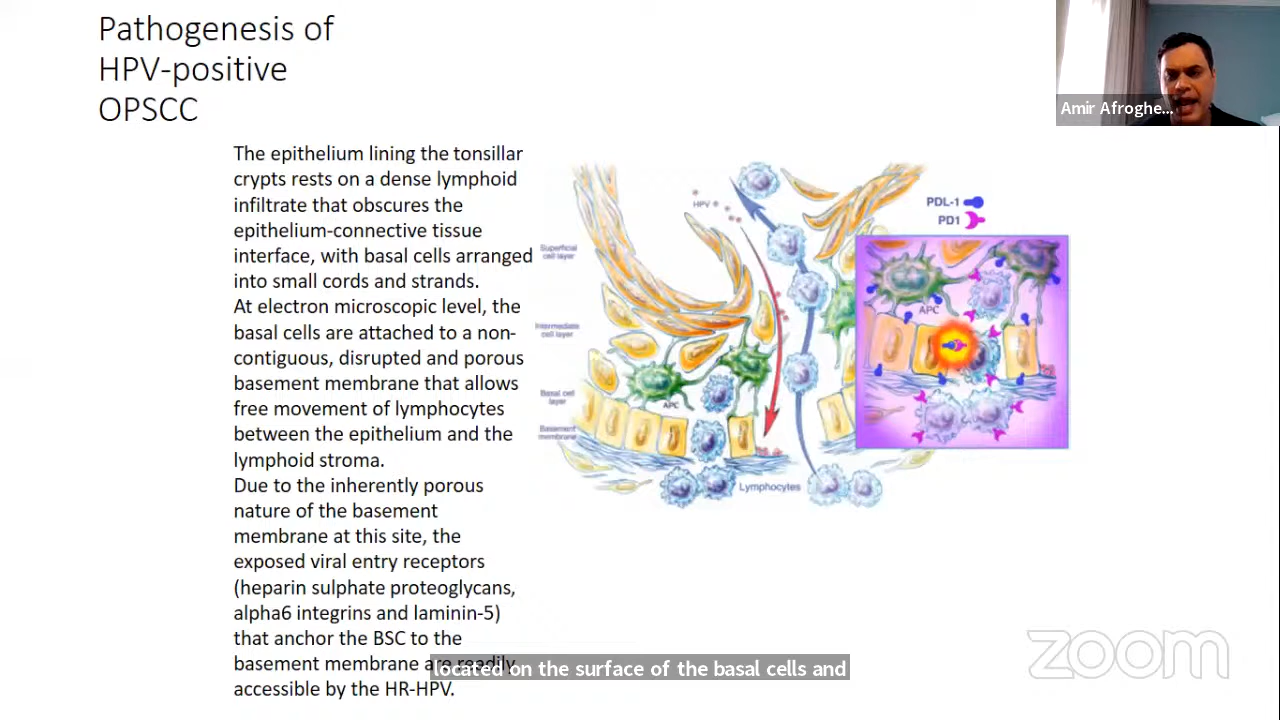 Pathogenesis of
HPV-positive
OPSCC
Amir Afroghe...
The epithelium lining the tonsillar
crypts rests on a dense lymphoid
infiltrate that obscures the
epithelium-connective tissue
interface, with basal cells arranged
into small cords and strands.
At electron microscopic level, the
basal cells are attached to a non-
contiguous, disrupted and porous
basement membrane that allows
free movement of lymphocytes
between the epithelium and the
lymphoid stroma.
Due to the inherently porous
nature of the basement
membrane at this site, the
exposed viral entry receptors
(heparin sulphate proteoglycans,
alpha6 integrins and laminin-5)
that anchor the BSC to the
basement membrane are readily
accessible by the HR-HPV.
HPV
Superficial
cell layer
Intermediate
cell layer
Basal cell
layer
Basement
membrane
APC
Lymphocytes
PDL-1
PD1
APC
located on the surface of the basal cells and
zoom